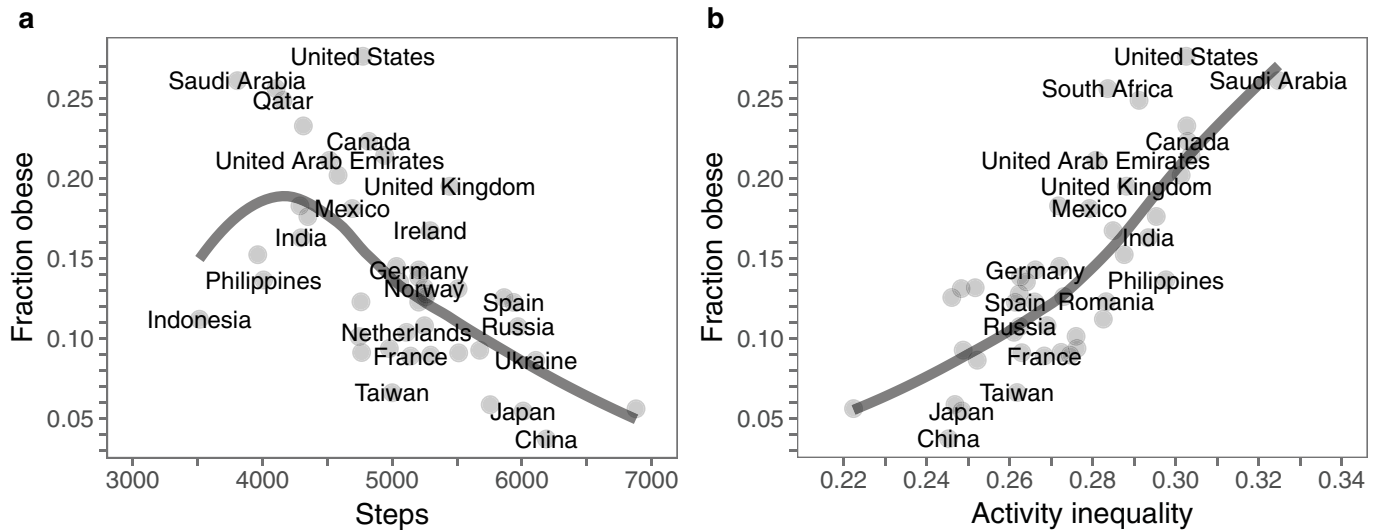 a
Fraction obese
0.25
0.20
0.15
0.10
0.05
United States
Saudi Arabia
Qatar
Canada
United Arab Emirates
United Kingdom
Mexico
Ireland
India
Germany
Philippines
Norway
Spain
Indonesia
Russia
Netherlands
France
Ukraine
Taiwan
Japan
China
3000 4000 5000 6000 7000
Steps
b
Fraction obese
0.25
0.20
0.15
0.10
0.05
United States
Saudi Arabia
South Africa
Canada
United Arab Emirates
United Kingdom
Mexico
India
Germany
Philippines
Spain Romania
Russia
France
Taiwan
Japan
China
0.22 0.24 0.26 0.28 0.30 0.32 0.34
Activity inequality